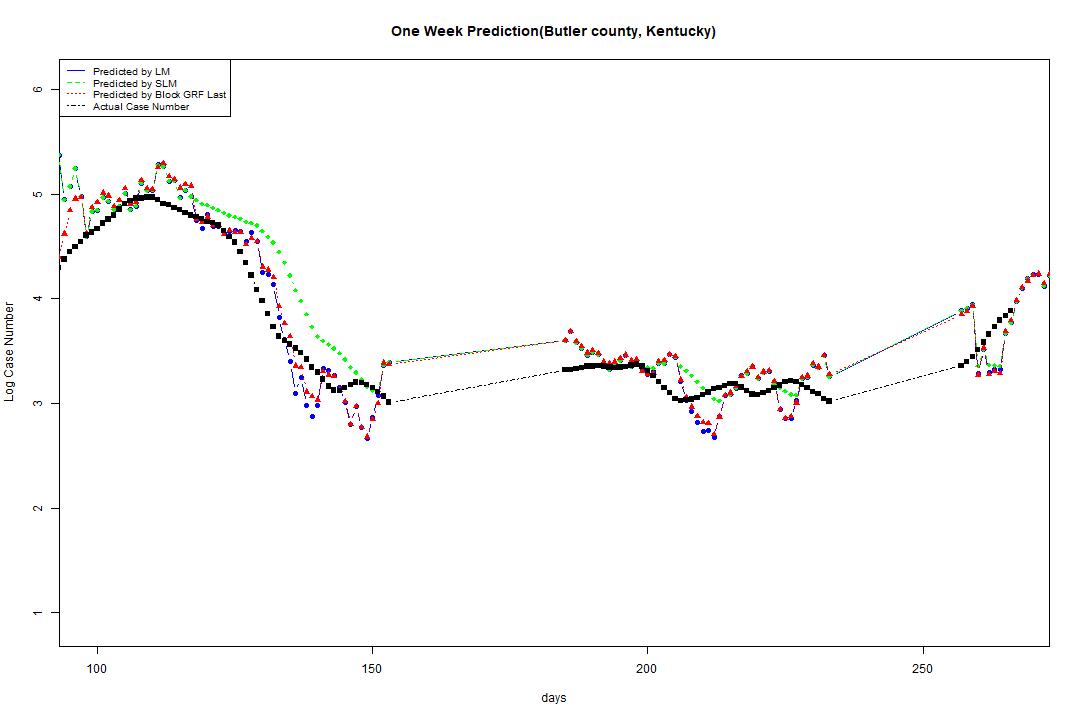 One Week Prediction(Butler county, Kentucky)
Predicted by LM
Predicted by SLM
Predicted by Block GRF Last
Actual Case Number
6
5
4
3
2
1
Log Case Number
100 150 200 250
days